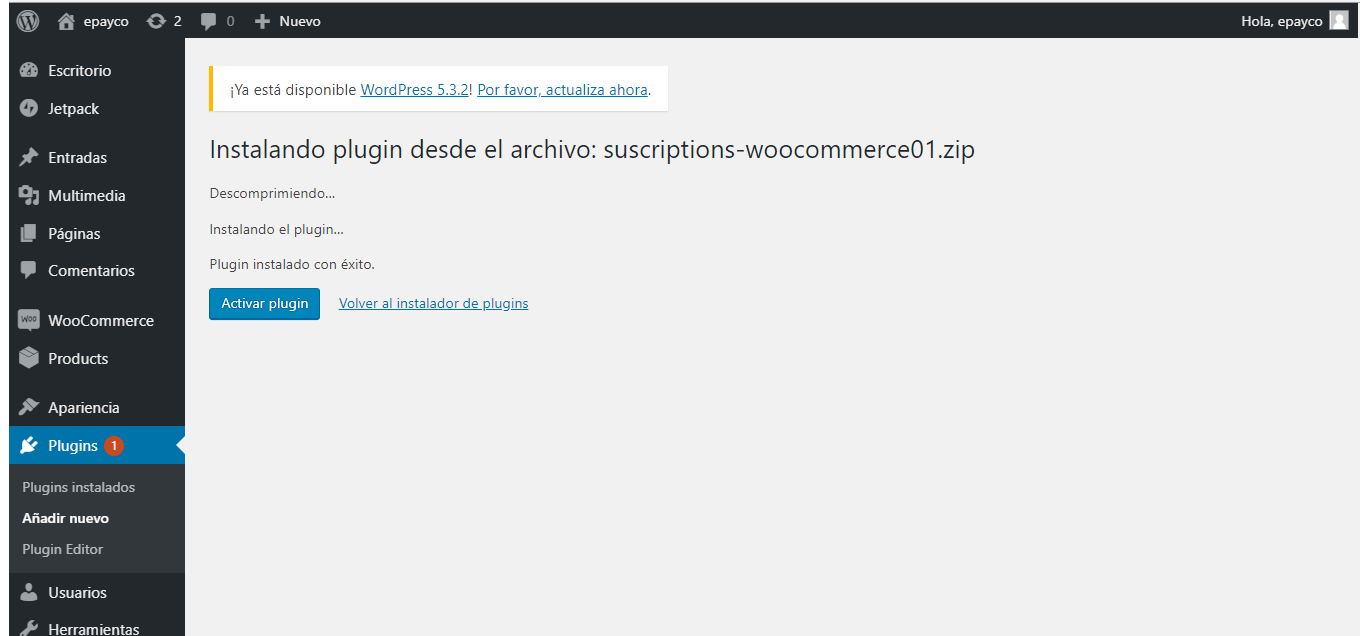 epayco 2 0 Nuevo Hola, epayco
Escritorio
Jetpack
Entradas
Multimedia
Páginas
Comentarios
WOO WooCommerce
Products
Apariencia
Plugins 1
Plugins instalados
Añadir nuevo
Plugin Editor
Usuarios
Herramientas
¡Ya está disponible WordPress 5.3.2! Por favor, actualiza ahora.
Instalando plugin desde el archivo: suscriptions-woocommerce01.zip
Descomprimiendo...
Instalando el plugin...
Plugin instalado con éxito.
Activar plugin Volver al instalador de plugins